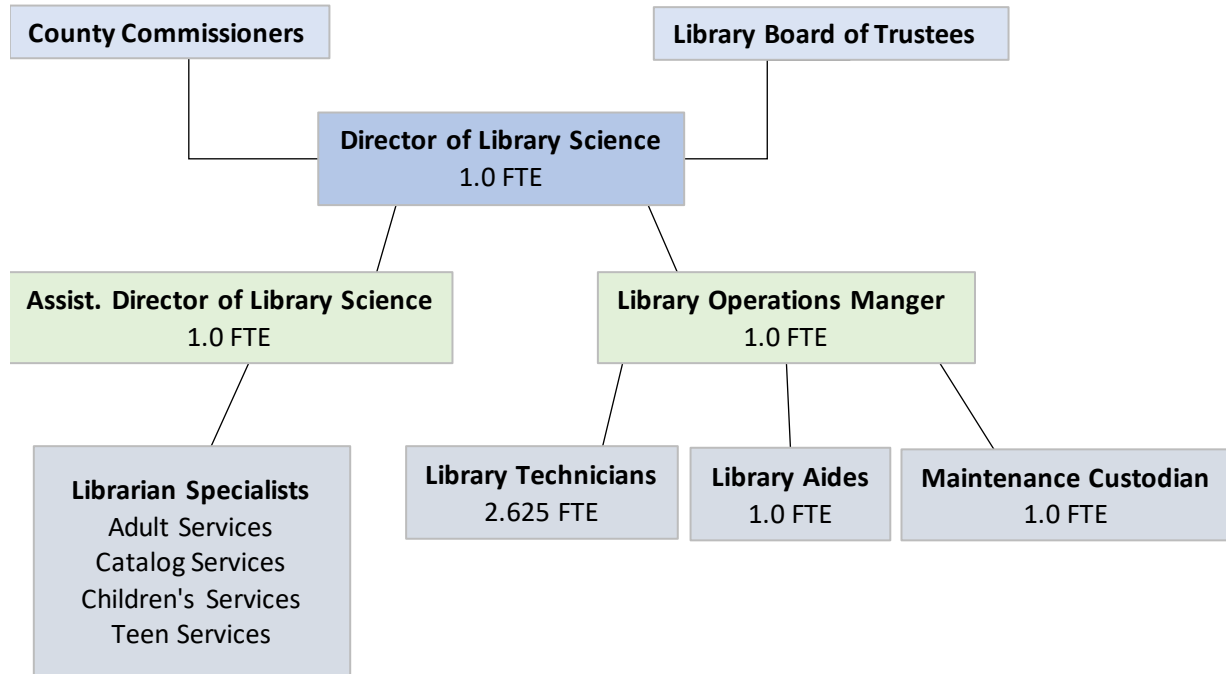 County Commissioners
Library Board of Trustees
Director of Library Science
1.0 FTE
Assist. Director of Library Science
1.0 FTE
Library Operations Manger
1.0 FTE
Librarian Specialists
Adult Services
Catalog Services
Children's Services
Teen Services
Library Technicians
2.625 FTE
Library Aides
1.0 FTE
Maintenance Custodian
1.0 FTE